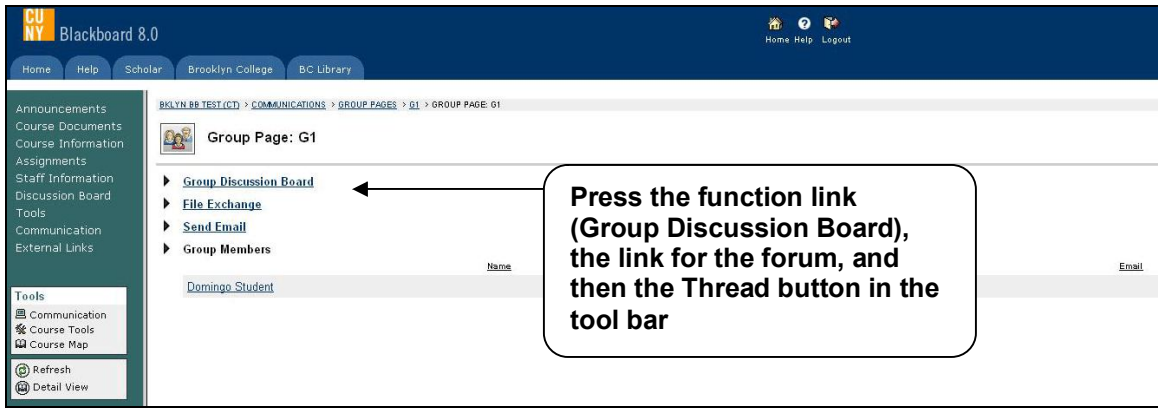 CU
NY
Blackboard 8.0
Home Help Logout
Home Help Scholar Brooklyn College BC Library
Announcements
Course Documents
Course Information
Assignments
Staff Information
Discussion Board
Tools
Communication
External Links
Tools
Communication
Course Tools
Course Map
Refresh
Detail View
BKLYN BB TEST (CT) > COMMUNICATIONS > GROUP PAGES > G1 > GROUP PAGE: G1
Group Page: G1
Group Discussion Board
File Exchange
Send Email
Group Members
Name Email
Domingo Student
Press the function link
(Group Discussion Board),
the link for the forum, and
then the Thread button in the
tool bar